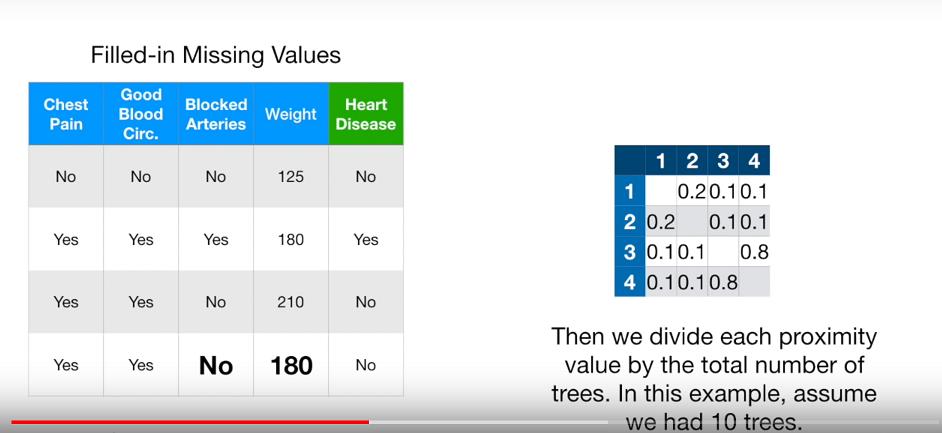 Filled-in Missing Values
Chest Pain Good Blood Circ. Blocked Arteries Weight Heart Disease
No No No 125 No
Yes Yes Yes 180 Yes
Yes Yes No 210 No
Yes Yes No 180 No
1 2 3 4
1 0.2 0.1 0.1
2 0.2 0.1 0.1
3 0.1 0.1 0.8
4 0.1 0.1 0.8
Then we divide each proximity
value by the total number of
trees. In this example, assume
we had 10 trees.